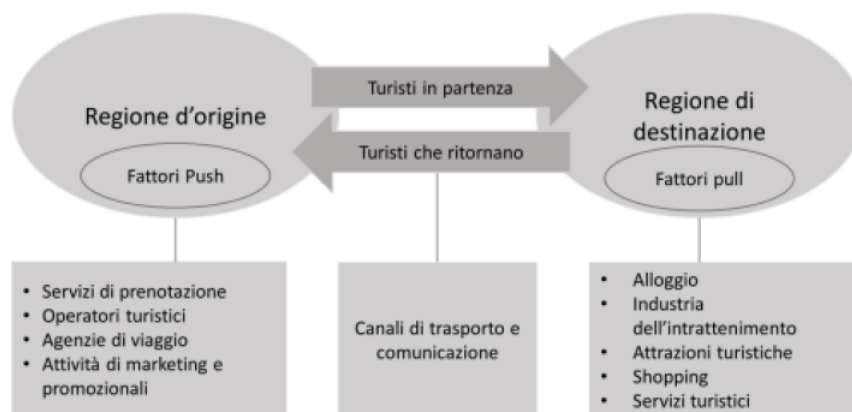 Turisti in partenza
Regione d'origine
Regione di
destinazione
Turisti che ritornano
Fattori Push
Fattori pull
• Servizi di prenotazione
• Operatori turistici
• Agenzie di viaggio
• Attività di marketing e
promozionali
Canali di trasporto e
comunicazione
• Alloggio
• Industria
dell'intrattenimento
• Attrazioni turistiche
• Shopping
• Servizi turistici